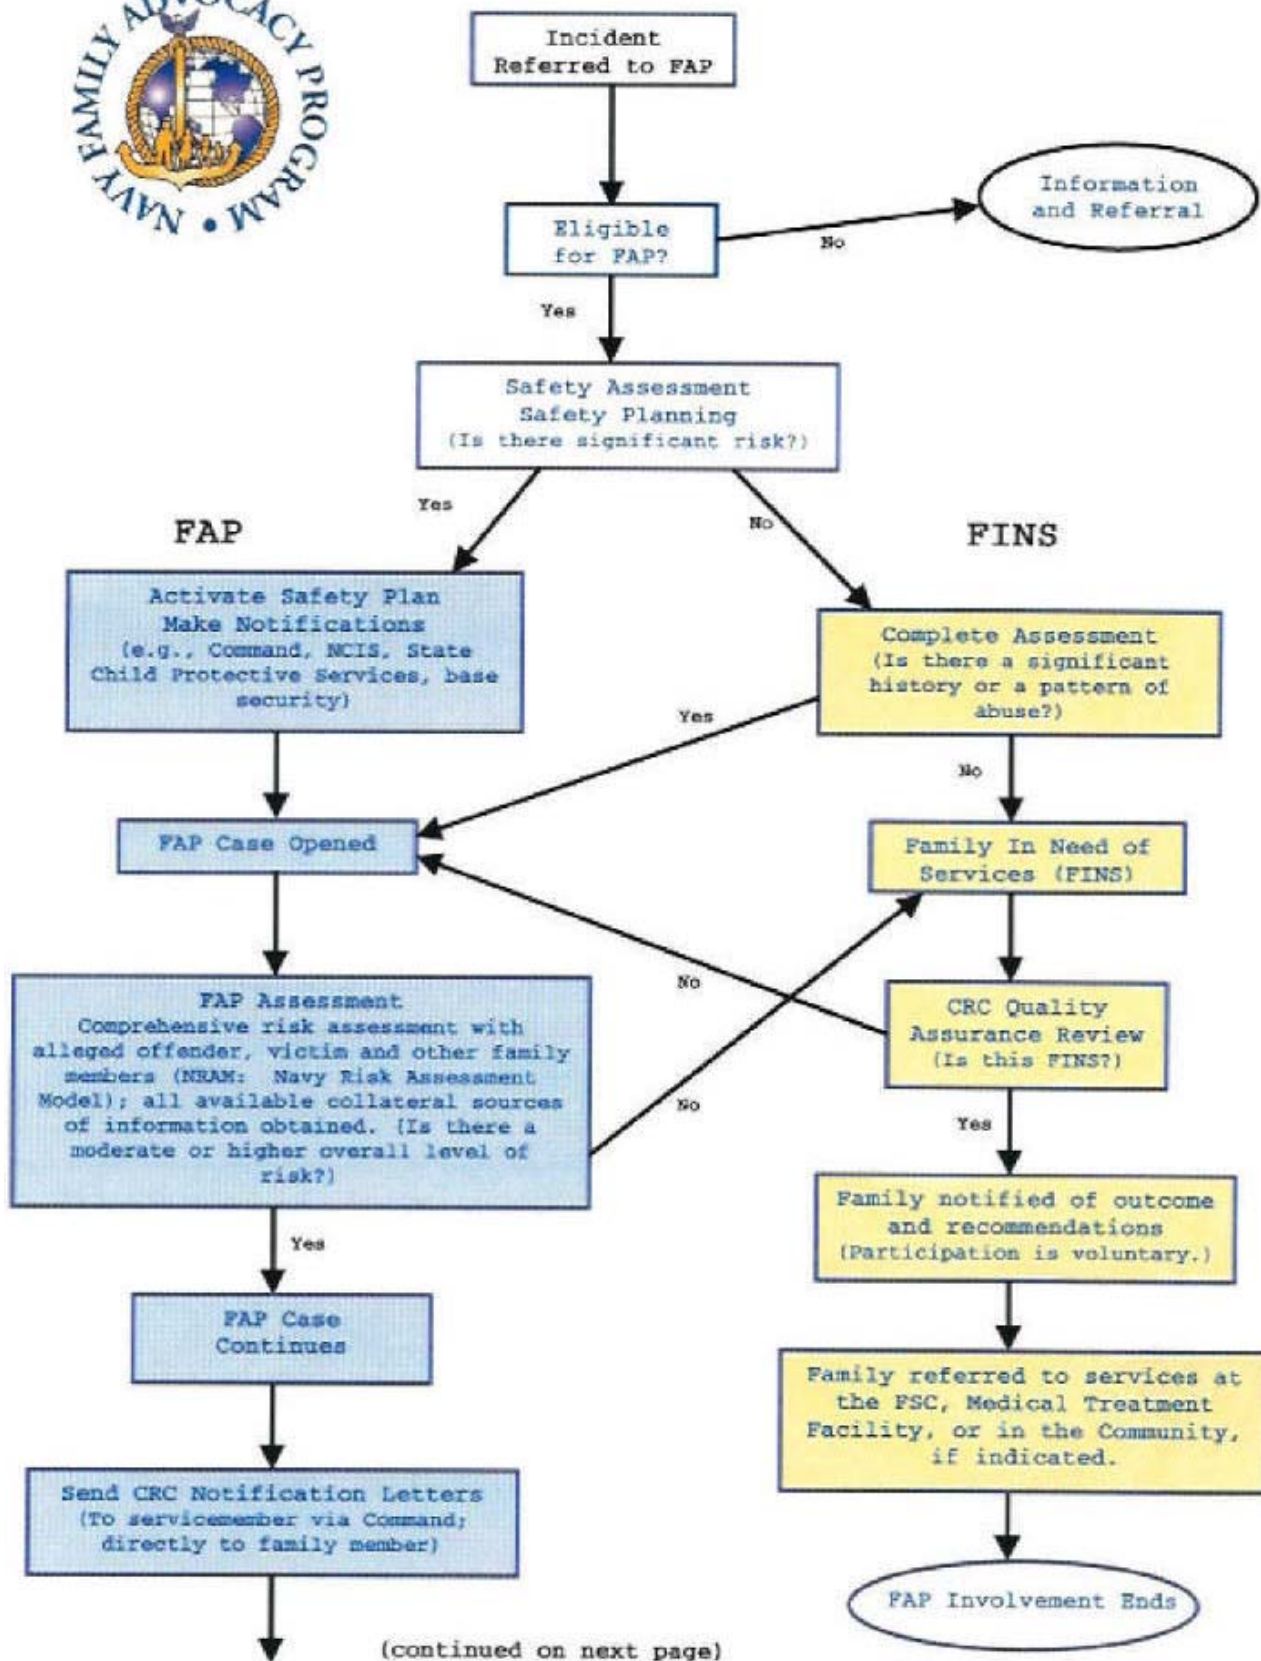 NAVY FAMILY ADVOCACY PROGRAM •
Incident
Referred to FAP
Information
and Referral
Eligible
for FAP?
No
Yes
Safety Assessment
Safety Planning
(Is there significant risk?)
Yes
No
FAP
FINS
Activate Safety Plan
Make Notifications
(e.g., Command, NCIS, State
Child Protective Services, base
security)
Complete Assessment
(Is there a significant
history or a pattern of
abuse?)
Yes
No
FAP Case Opened
Family In Need of
Services (FINS)
No
FAP Assessment
Comprehensive risk assessment with
alleged offender, victim and other family
members (NRAM: Navy Risk Assessment
Model); all available collateral sources
of information obtained. (Is there a
moderate or higher overall level of
risk?)
CRC Quality
Assurance Review
(Is this FINS?)
No
Yes
Family notified of outcome
and recommendations
(Participation is voluntary.)
Yes
FAP Case
Continues
Family referred to services at
the FSC, Medical Treatment
Facility, or in the Community,
if indicated.
Send CRC Notification Letters
(To servicemember via Command;
directly to family member)
FAP Involvement Ends
(continued on next page)